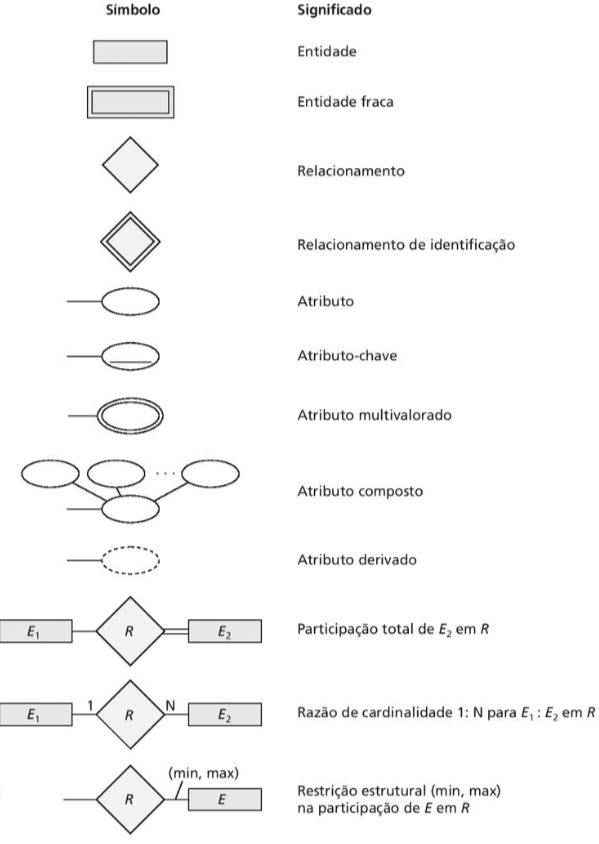 Símbolo Significado
Entidade
Entidade fraca
Relacionamento
Relacionamento de identificação
Atributo
Atributo-chave
Atributo multivalorado
· · ·
Atributo composto
Atributo derivado
E₁ R E₂ Participação total de E₂ em R
E₁ 1 R N E₂ Razão de cardinalidade 1: N para E₁ : E₂ em R
(min, max)
R E Restrição estrutural (min, max)
na participação de E em R